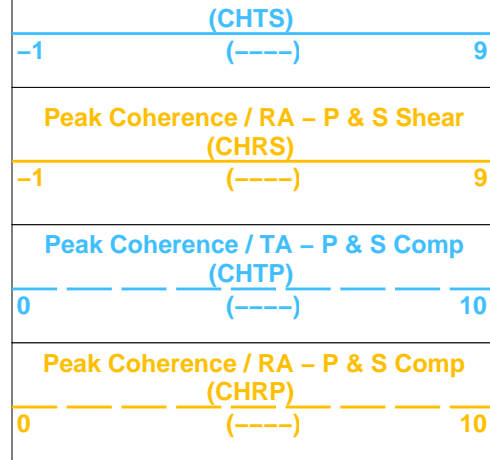 (CHTS)
−1 (−−−−) 9
Peak Coherence / RA − P & S Shear
(CHRS)
−1 (−−−−) 9
Peak Coherence / TA − P & S Comp
(CHTP)
0 (−−−−) 10
Peak Coherence / RA − P & S Comp
(CHRP)
0 (−−−−) 10